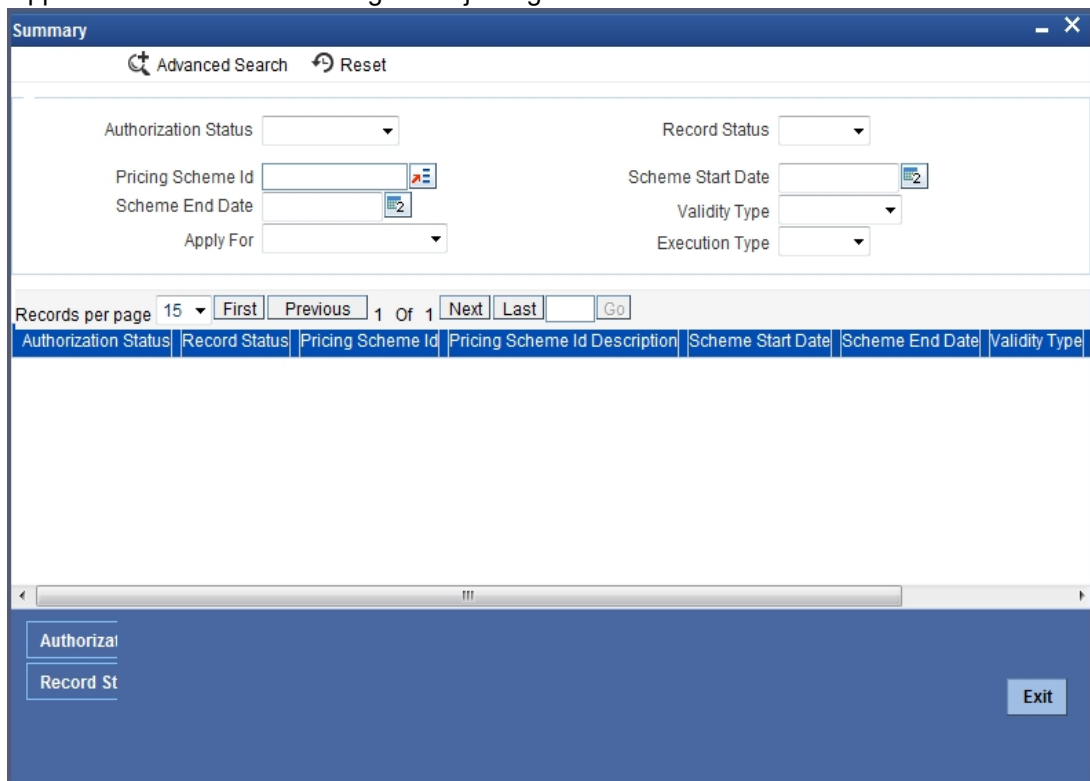 Summary
Advanced Search Reset
Authorization Status Record Status
Pricing Scheme Id Scheme Start Date
Scheme End Date Validity Type
Apply For Execution Type
Records per page 15 First Previous 1 Of 1 Next Last Go
Authorization Status Record Status Pricing Scheme Id Pricing Scheme Id Description Scheme Start Date Scheme End Date Validity Type
Authorizat
Record St
Exit